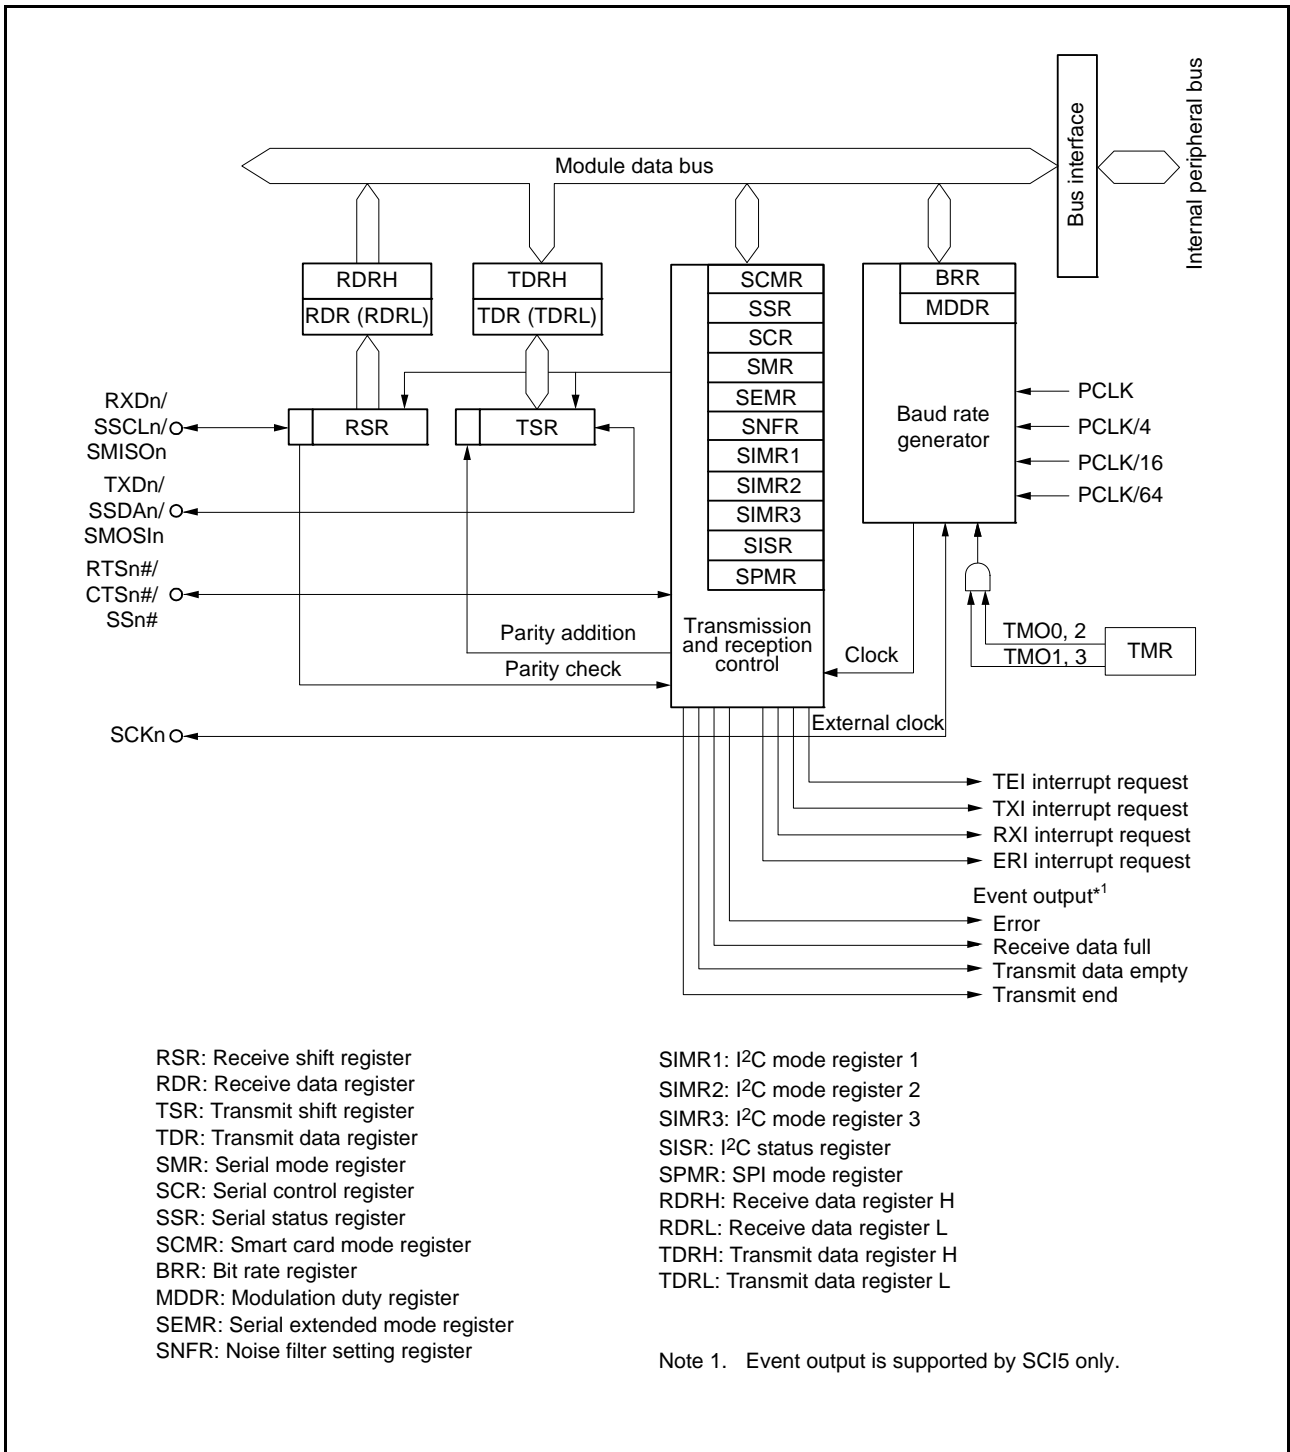 Module data bus
Bus interface
Internal peripheral bus
RDRH
RDR (RDRL)
TDRH
TDR (TDRL)
SCMR
SSR
SCR
SMR
SEMR
SNFR
SIMR1
SIMR2
SIMR3
SISR
SPMR
Transmission
and reception
control
BRR
MDDR
Baud rate
generator
PCLK
PCLK/4
PCLK/16
PCLK/64
RXDn/
SSCLn/
SMISOn
RSR
TSR
TXDn/
SSDAn/
SMOSIn
RTSn#/
CTSn#/
SSn#
Parity addition
Parity check
Clock
TMO0, 2
TMO1, 3
TMR
SCKn
External clock
TEI interrupt request
TXI interrupt request
RXI interrupt request
ERI interrupt request
Event output*1
Error
Receive data full
Transmit data empty
Transmit end
RSR: Receive shift register
RDR: Receive data register
TSR: Transmit shift register
TDR: Transmit data register
SMR: Serial mode register
SCR: Serial control register
SSR: Serial status register
SCMR: Smart card mode register
BRR: Bit rate register
MDDR: Modulation duty register
SEMR: Serial extended mode register
SNFR: Noise filter setting register
SIMR1: I2C mode register 1
SIMR2: I2C mode register 2
SIMR3: I2C mode register 3
SISR: I2C status register
SPMR: SPI mode register
RDRH: Receive data register H
RDRL: Receive data register L
TDRH: Transmit data register H
TDRL: Transmit data register L
Note 1. Event output is supported by SCI5 only.